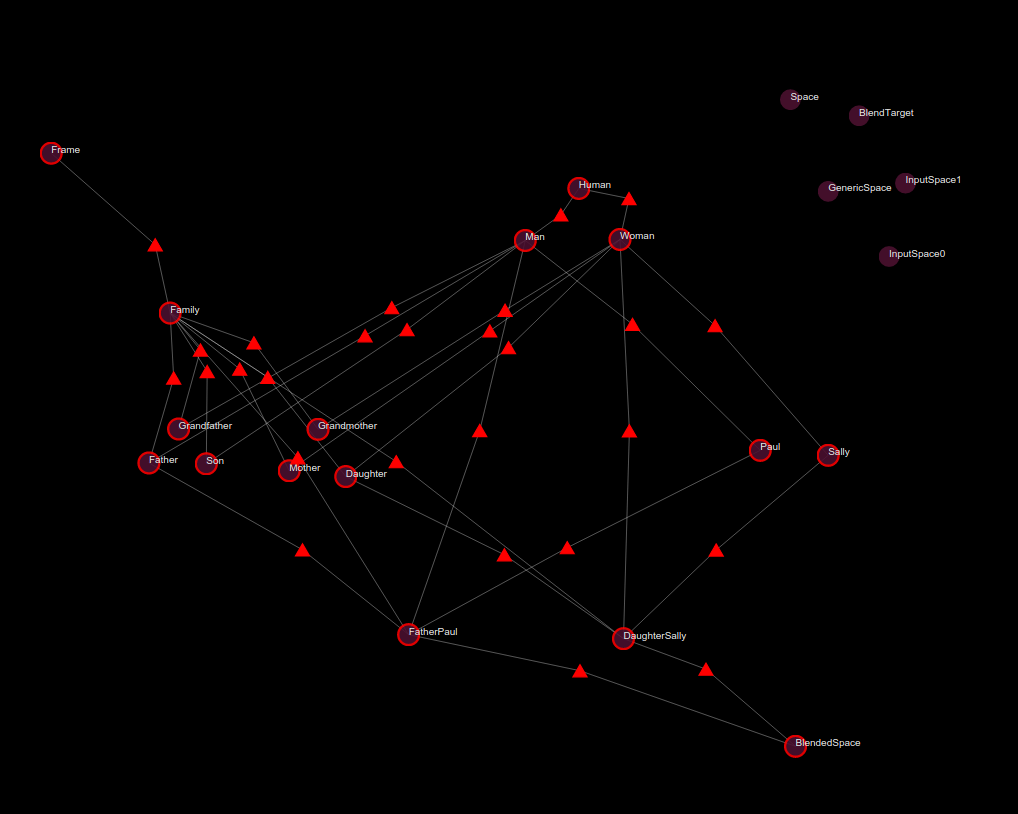 Space
BlendTarget
Frame
Human
GenericSpace
InputSpace1
Man
Woman
InputSpace0
Family
Grandfather
Grandmother
Father
Son
Mother
Daughter
Paul
Sally
FatherPaul
DaughterSally
BlendedSpace